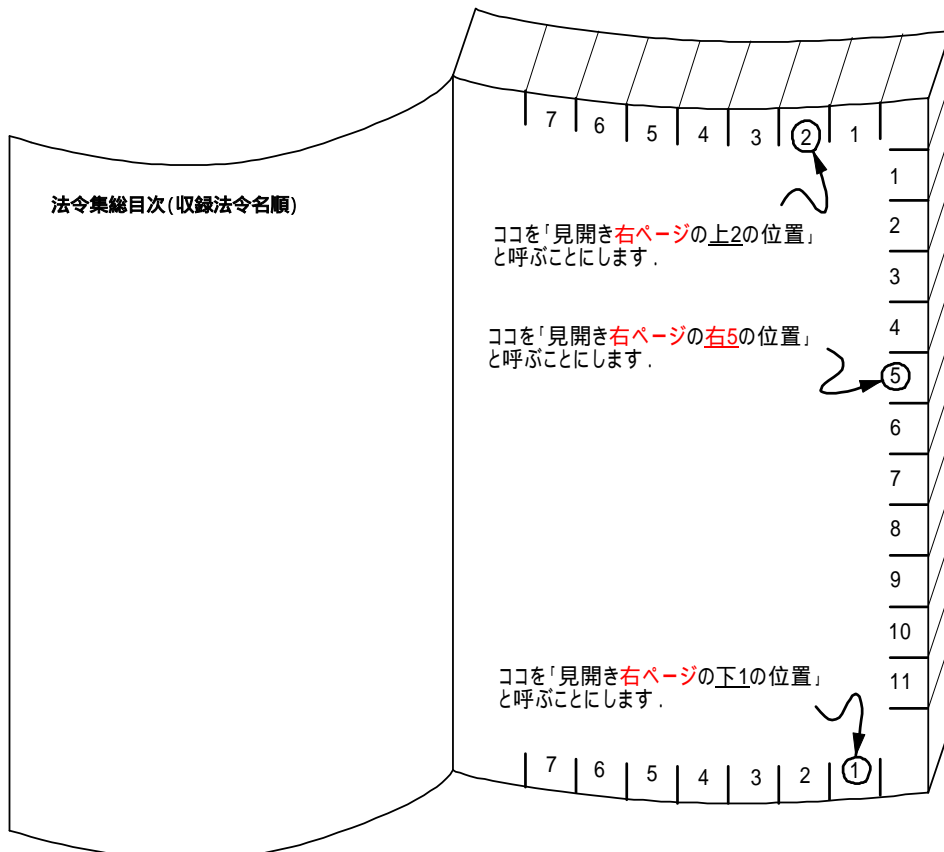 法令集総目次(収録法令名順)
7 6 5 4 3 2 1
1
2
ココを「見開き右ページの上2の位置」
と呼ぶことにします.
3
4
ココを「見開き右ページの右5の位置」
と呼ぶことにします.
5
6
7
8
9
10
11
ココを「見開き右ページの下1の位置」
と呼ぶことにします.
7 6 5 4 3 2 1